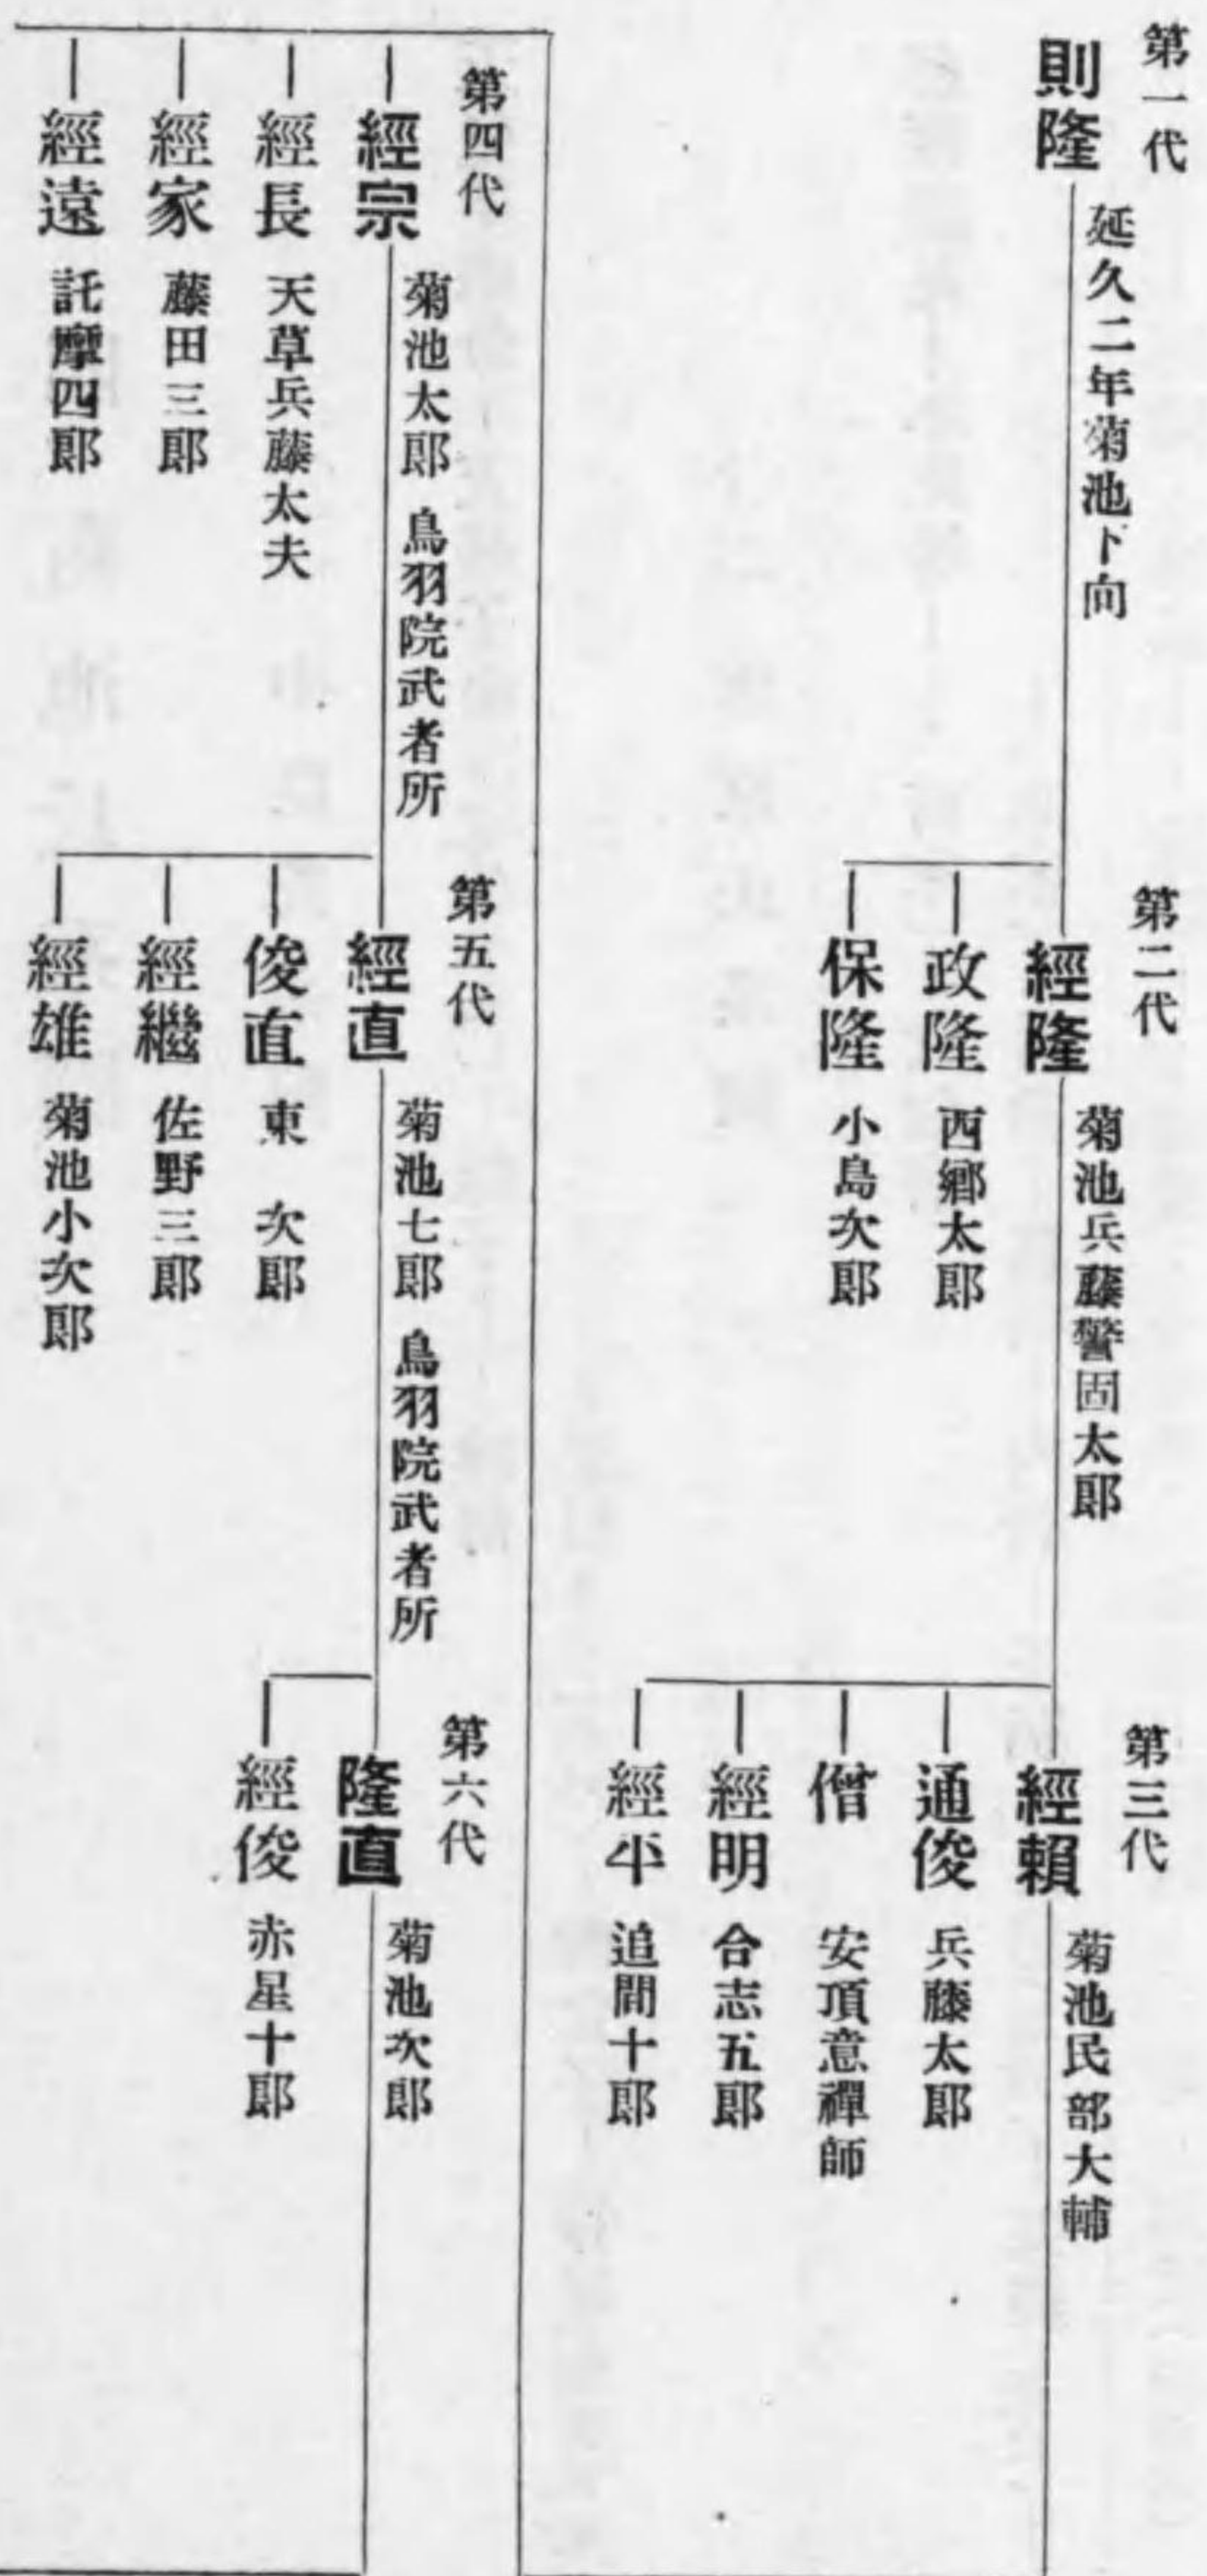 第一代
則隆
延久二年菊池下向
第二代
經隆
菊池兵藤警固太郎
政隆
西鄕太郎
保隆
小島次郎
第三代
經賴
菊池民部大輔
通俊
兵藤太郎
僧
安頂意禪師
經明
合志五郎
經平
追間十郎
第四代
經宗
菊池太郎 鳥羽院武者所
經長
天草兵藤太夫
經家
藤田三郎
經遠
託摩四郎
第五代
經直
菊池七郎 鳥羽院武者所
俊直
東 次郎
經繼
佐野三郎
經雄
菊池小次郎
第六代
隆直
菊池次郎
經俊
赤星十郎